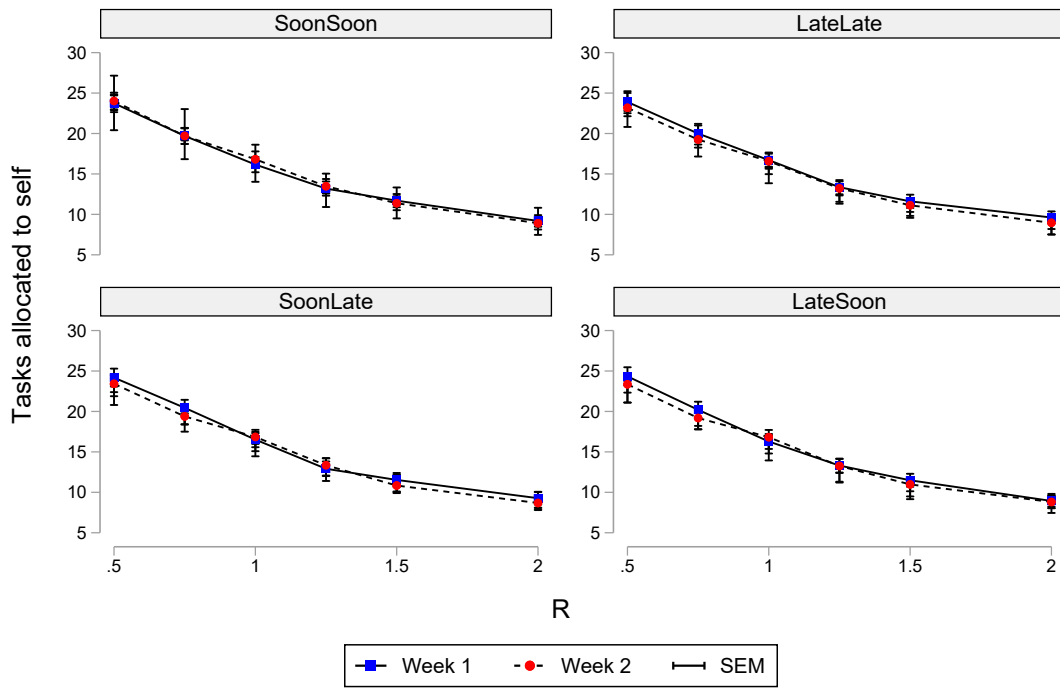 SoonSoon LateLate
30 30
25 25
20 20
15 15
10 10
5 5
Tasks allocated to self
SoonLate LateSoon
30 30
25 25
20 20
15 15
10 10
5 5
.5 1 1.5 2 .5 1 1.5 2
R
Week 1 Week 2 SEM